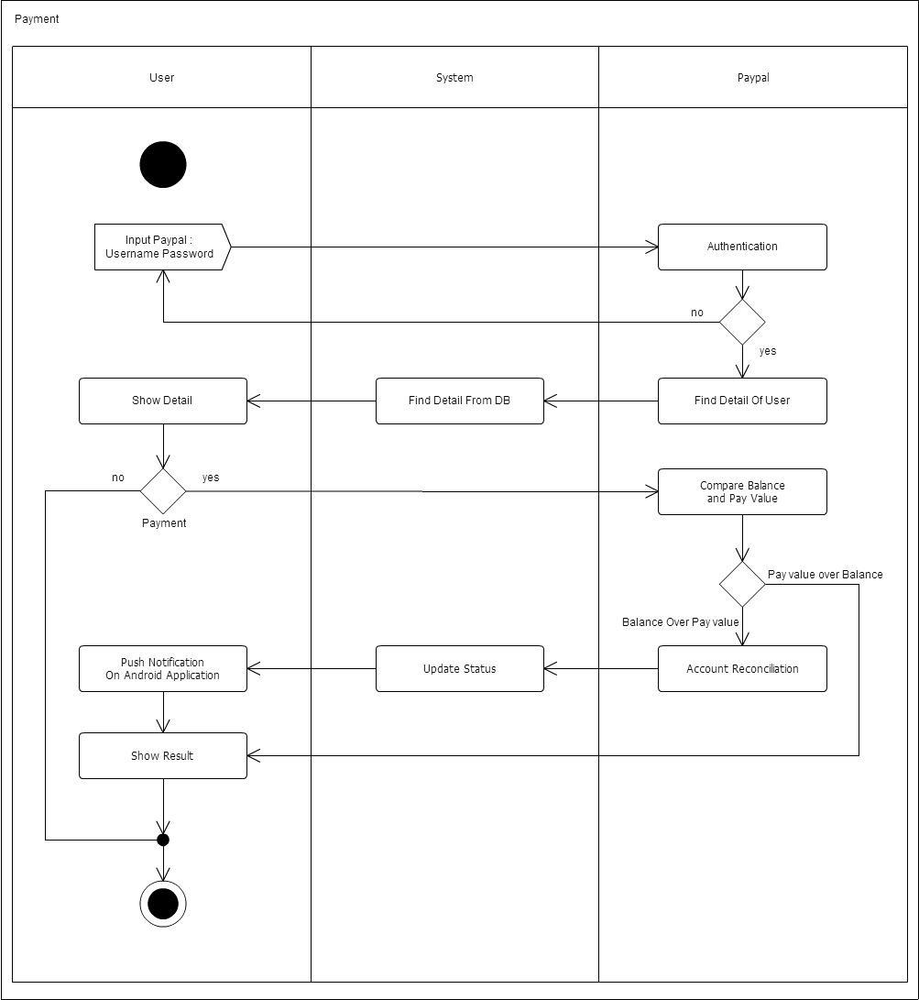 Payment
User
System
Paypal
Input Paypal :
Username Password
Authentication
no
yes
Show Detail
Find Detail From DB
Find Detail Of User
no
yes
Payment
Compare Balance
and Pay Value
Pay value over Balance
Balance Over Pay value
Push Notification
On Android Application
Update Status
Account Reconciliation
Show Result